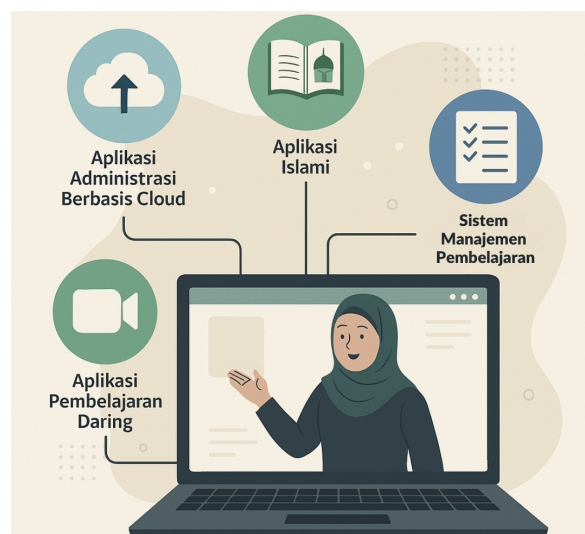 Aplikasi
Administrasi
Berbasis Cloud
Aplikasi
Islami
Sistem
Manajemen
Pembelajaran
Aplikasi
Pembelajaran
Daring